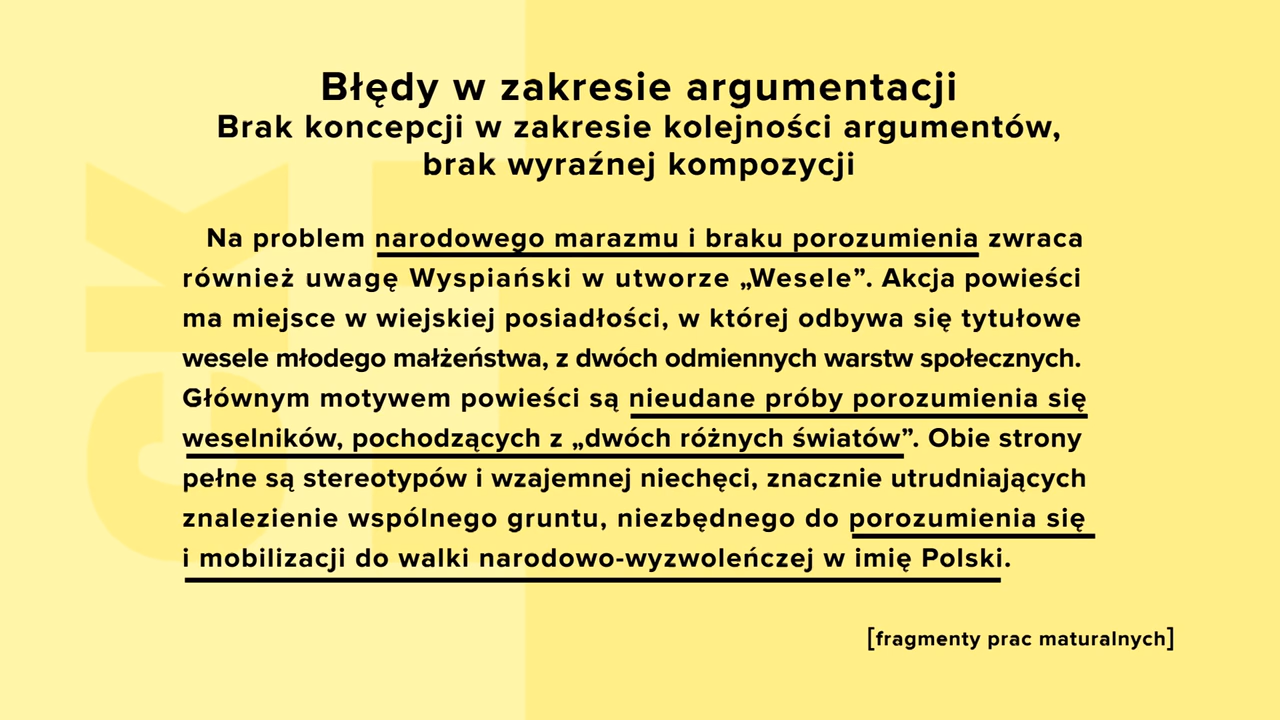 Błędy w zakresie argumentacji
Brak koncepcji w zakresie kolejności argumentów,
brak wyraźnej kompozycji
Na problem narodowego marazmu i braku porozumienia zwraca
również uwagę Wyspiański w utworze „Wesele”. Akcja powieści
ma miejsce w wiejskiej posiadłości, w której odbywa się tytułowe
wesele młodego małżeństwa, z dwóch odmiennych warstw społecznych.
Głównym motywem powieści są nieudane próby porozumienia się
weselników, pochodzących z „dwóch różnych światów”. Obie strony
pełne są stereotypów i wzajemnej niechęci, znacznie utrudniających
znalezienie wspólnego gruntu, niezbędnego do porozumienia się
i mobilizacji do walki narodowo-wyzwoleńczej w imię Polski.
[fragmenty prac maturalnych]